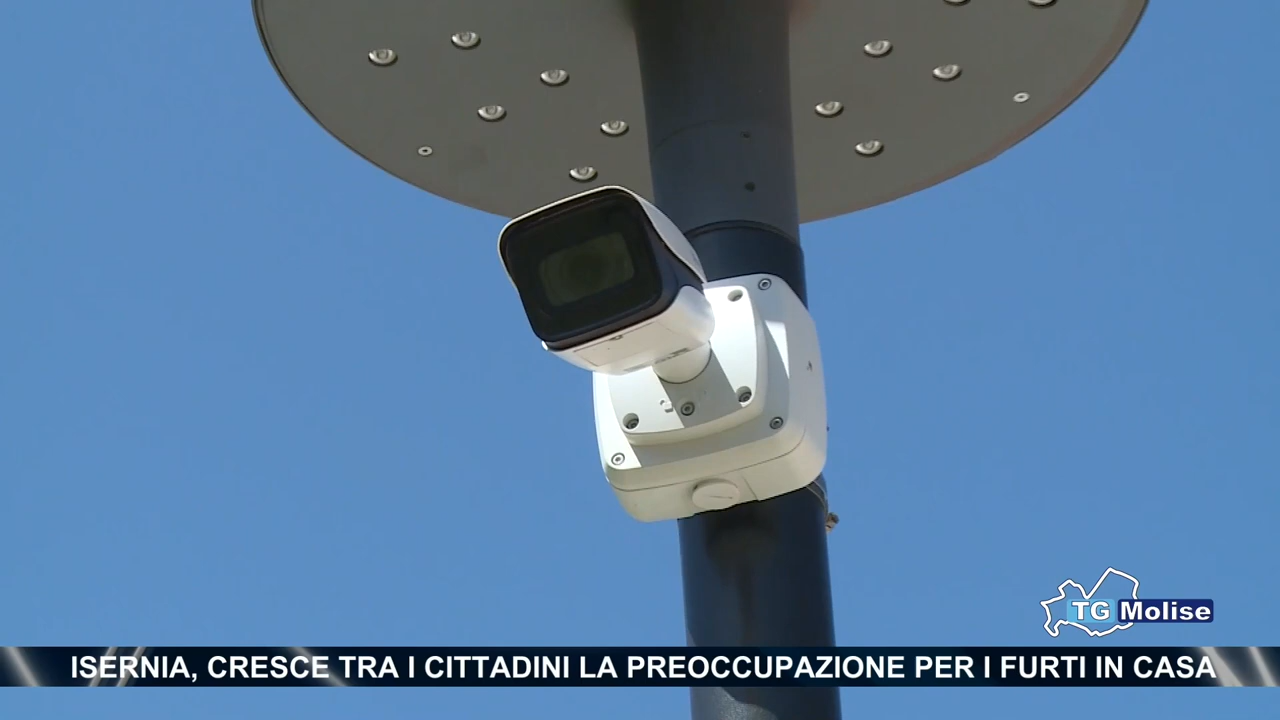 TG Molise
ISERNIA, CRESCE TRA I CITTADINI LA PREOCCUPAZIONE PER I FURTI IN CASA